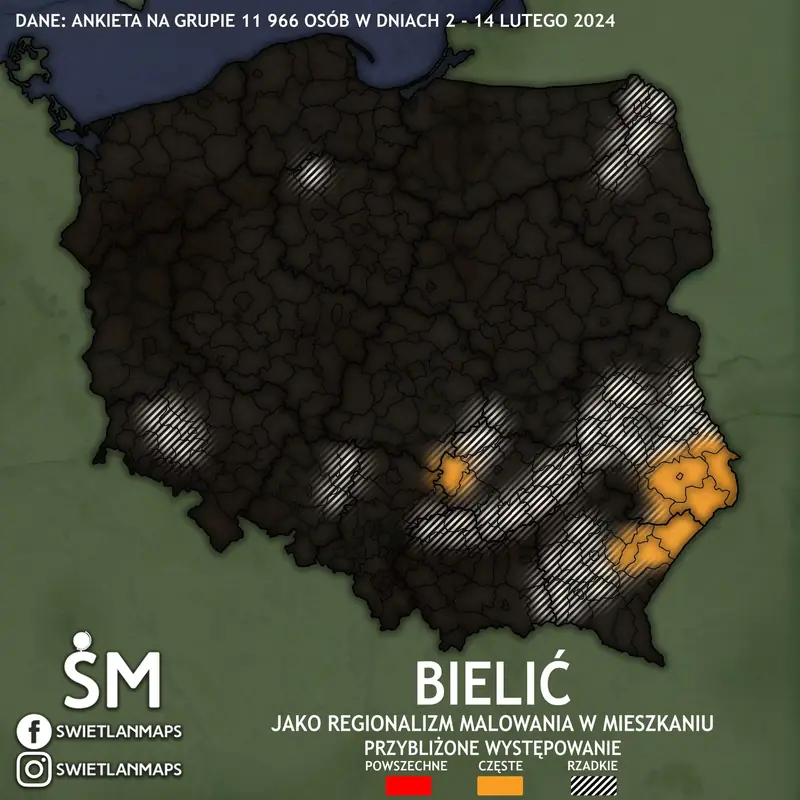 DANE: ANKIETA NA GRUPIE 11 966 OSÓB W DNIACH 2 - 14 LUTEGO 2024
ŚM
SWIETLANMAPS
SWIETLANMAPS
BIELIĆ
JAKO REGIONALIZM MALOWANIA W MIESZKANIU
PRZYBLIŻONE WYSTĘPOWANIE
POWSZECHNE CZĘSTE RZADKIE